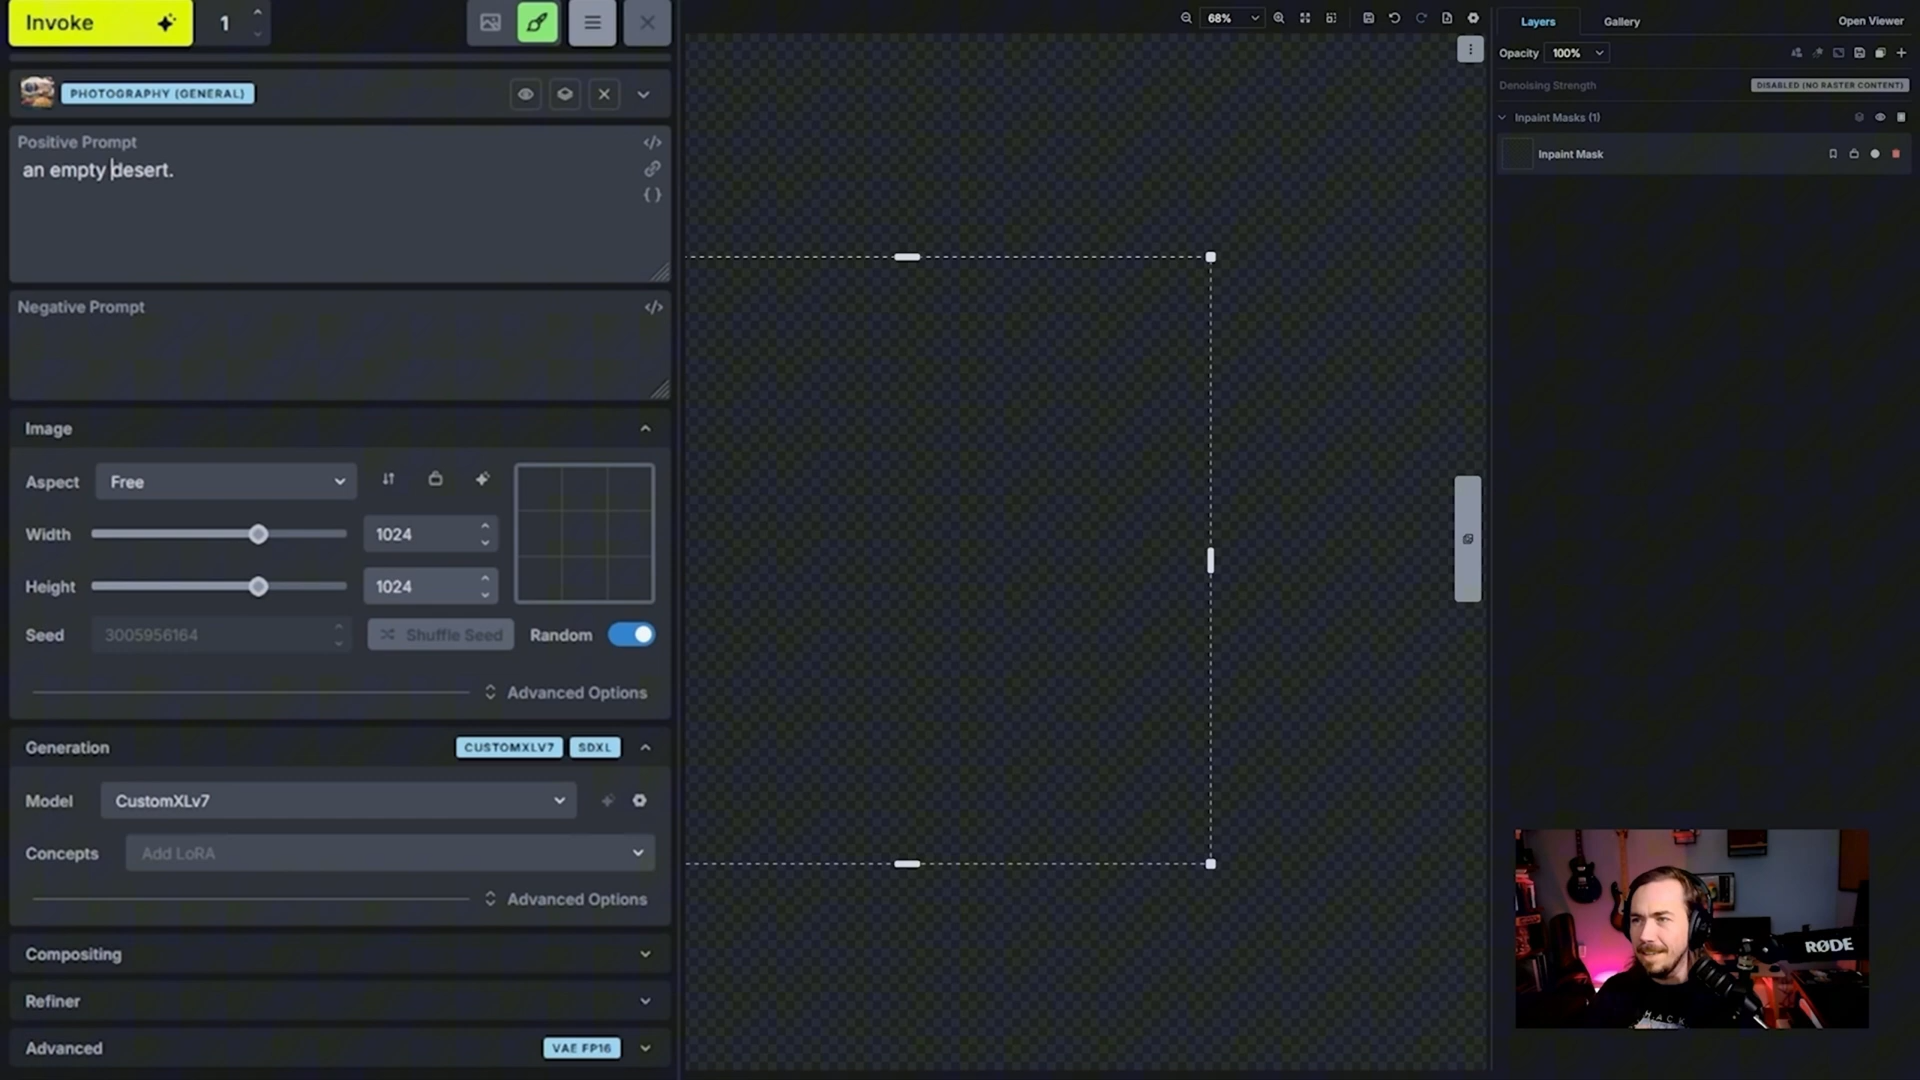 Invoke
1
68%
Layers
Gallery
Open Viewer
Opacity
100%
Denoising Strength
DISABLED (NO RASTER CONTENT)
Inpaint Masks (1)
Inpaint Mask
PHOTOGRAPHY (GENERAL)
Positive Prompt
an empty desert.
Negative Prompt
Image
Aspect
Free
Width
1024
Height
1024
Seed
3005956164
Shuffle Seed
Random
Advanced Options
Generation
CUSTOMXLV7
SDXL
Model
CustomXLv7
Concepts
Add LoRA
Advanced Options
Compositing
Refiner
Advanced
VAE FP16
RØDE
MACK